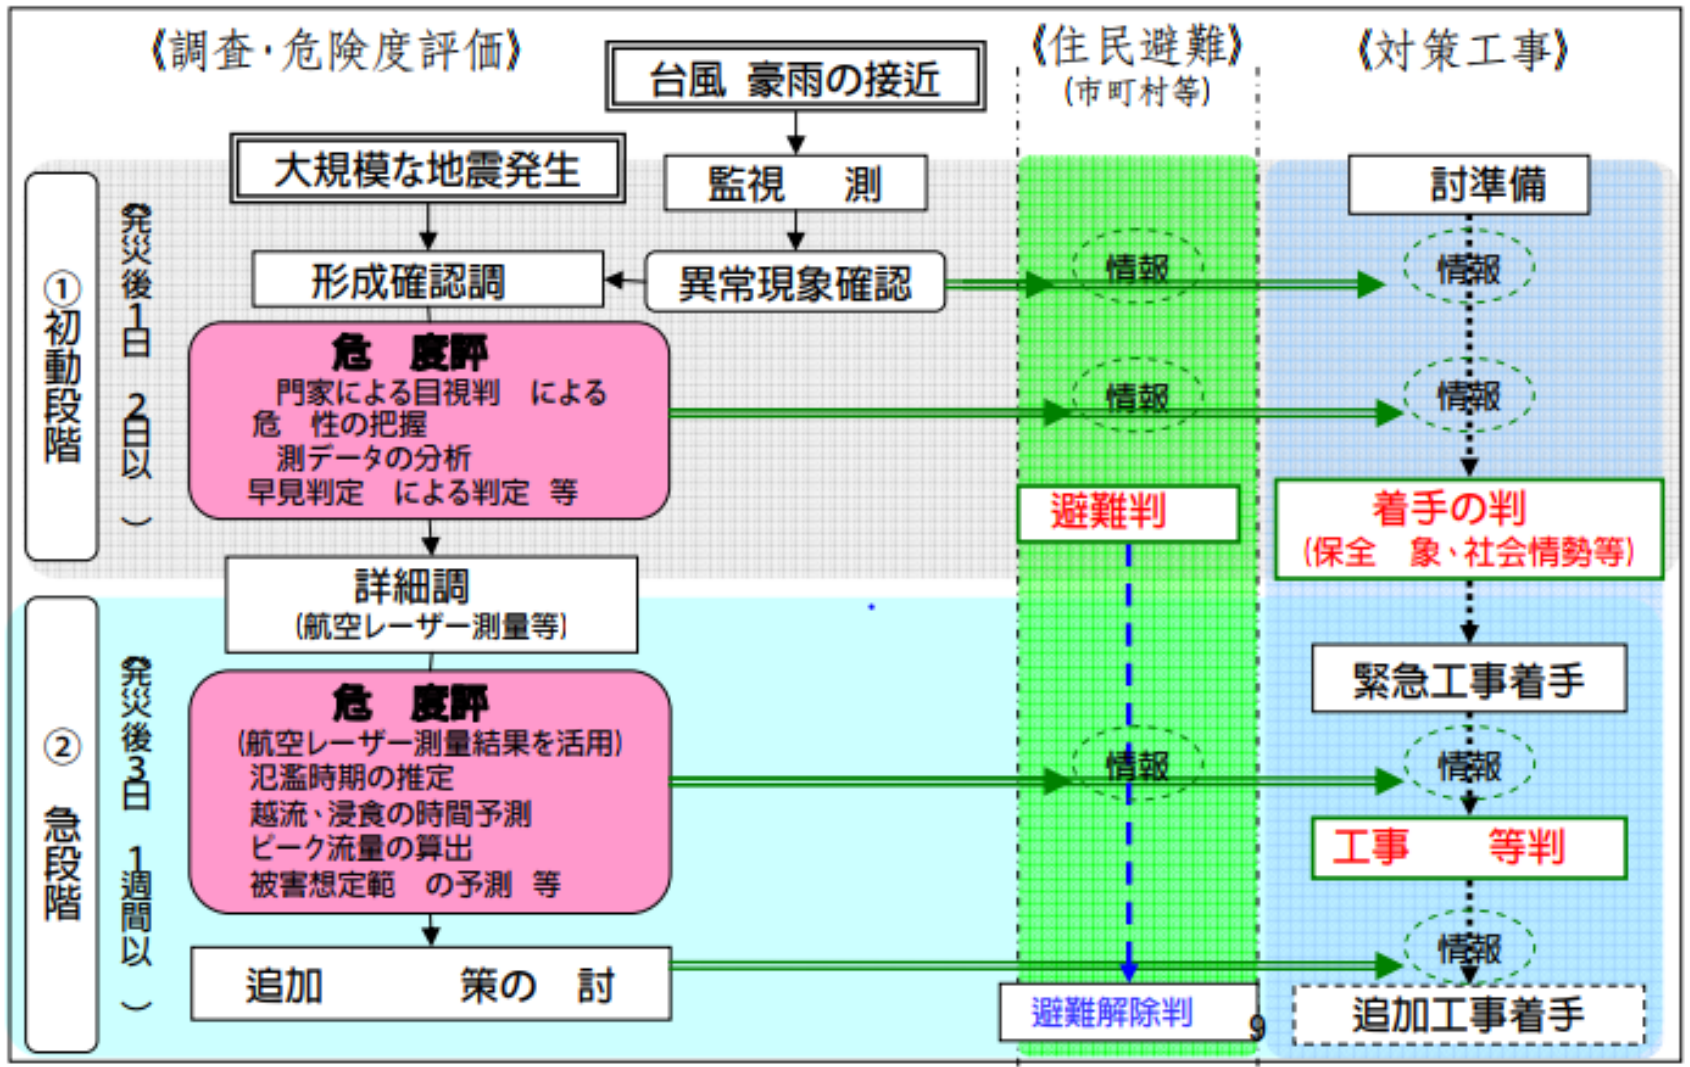 《調査・危険度評価》
《住民避難》
(市町村等)
《対策工事》
台風 豪雨の接近
大規模な地震発生
監視 測
討準備
①初動段階
発災後1日 2日以 )
形成確認調
異常現象確認
情報
情報
危 度評
門家による目視判 による
危 性の把握
測データの分析
早見判定 による判定 等
情報
情報
避難判
着手の判
(保全 象、社会情勢等)
詳細調
(航空レーザー測量等)
② 急段階
発災後3日 1週間以 )
緊急工事着手
危 度評
(航空レーザー測量結果を活用)
氾濫時期の推定
越流、浸食の時間予測
ピーク流量の算出
被害想定範 の予測 等
情報
情報
工事 等判
情報
追加 策の 討
避難解除判
9
追加工事着手